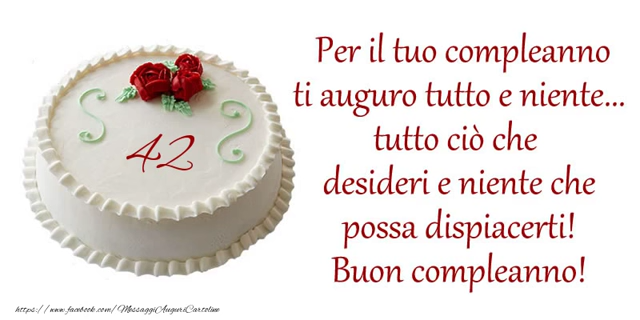 Per il tuo compleanno
ti auguro tutto e niente...
tutto ciò che
desideri e niente che
possa dispiacerti!
Buon compleanno!
42
https://www.facebook.com/MessaggiAuguriCartoline